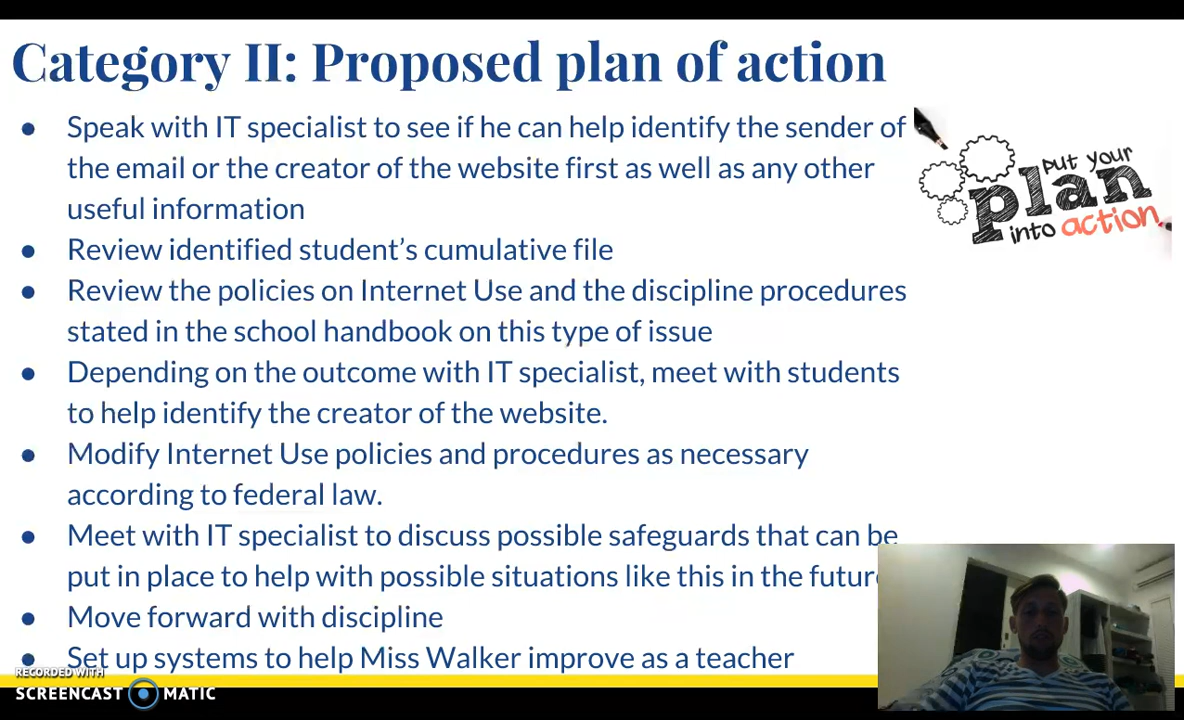 Category II: Proposed plan of action
● Speak with IT specialist to see if he can help identify the sender of
the email or the creator of the website first as well as any other
useful information
● Review identified student’s cumulative file
● Review the policies on Internet Use and the discipline procedures
stated in the school handbook on this type of issue
● Depending on the outcome with IT specialist, meet with students
to help identify the creator of the website.
● Modify Internet Use policies and procedures as necessary
according to federal law.
● Meet with IT specialist to discuss possible safeguards that can be
put in place to help with possible situations like this in the
● Move forward with discipline
● Set up systems to help Miss Walker improve as a teacher
put your
plan
into action
RECORDED WITH
SCREENCAST MATIC